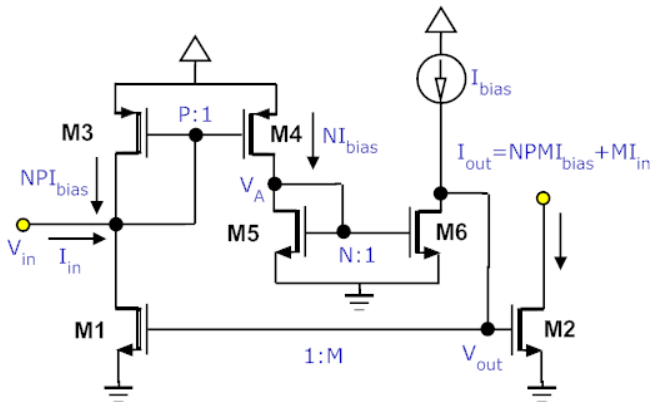 P:1
M3
M4
NI_bias
I_bias
NPI_bias
I_out=NPMI_bias+MI_in
V_A
V_in
I_in
M5
M6
N:1
M1
M2
1:M
V_out